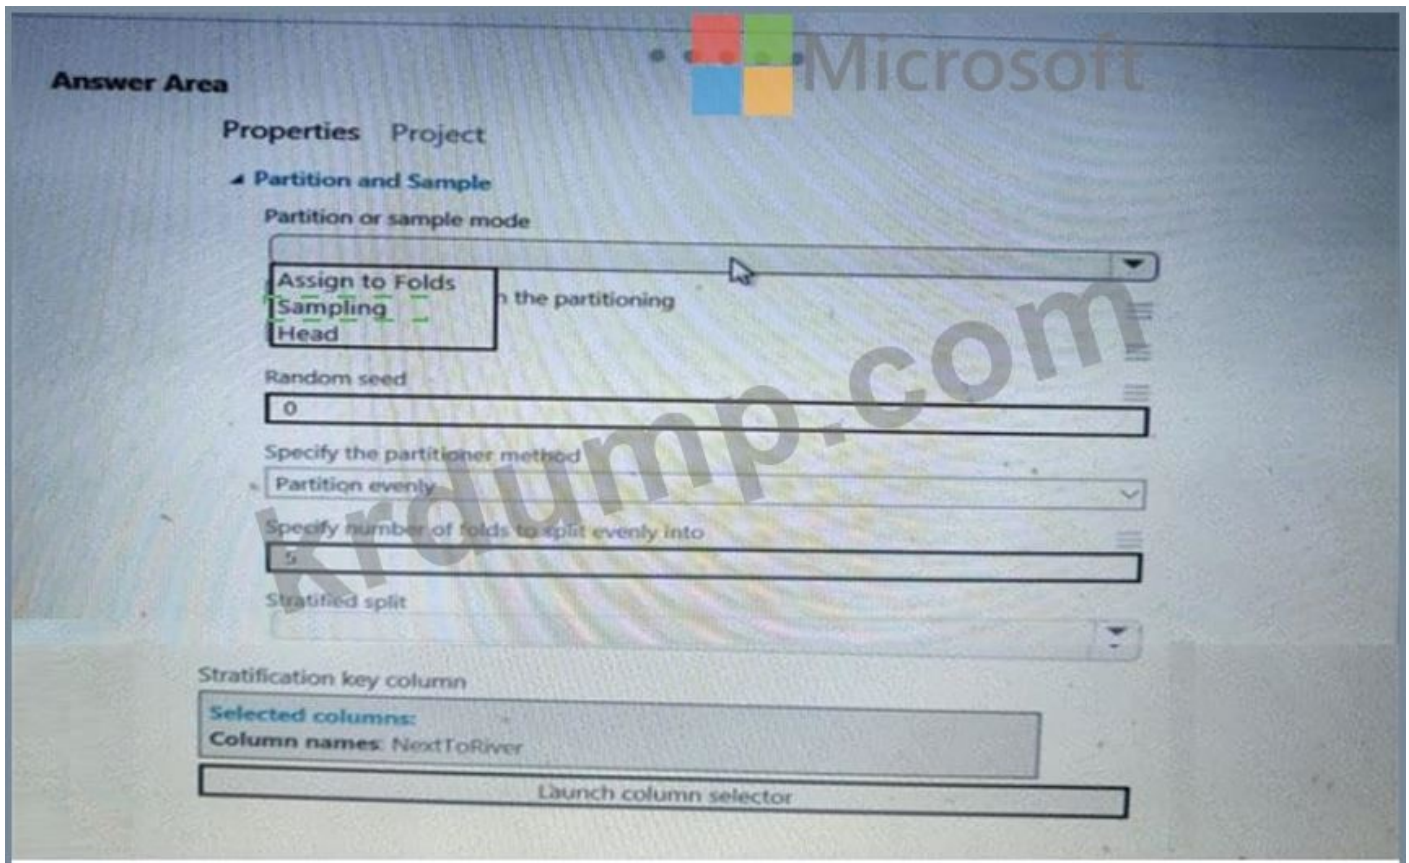 Microsoft
Answer Area
Properties Project
Partition and Sample
Partition or sample mode
Assign to Folds
Sampling
Head
the partitioning
Random seed
0
Specify the partitioner method
Partition evenly
Specify number of folds to split evenly into
5
Stratified split
Stratification key column
Selected columns:
Column names: NextToRiver
Launch column selector
krdump.com